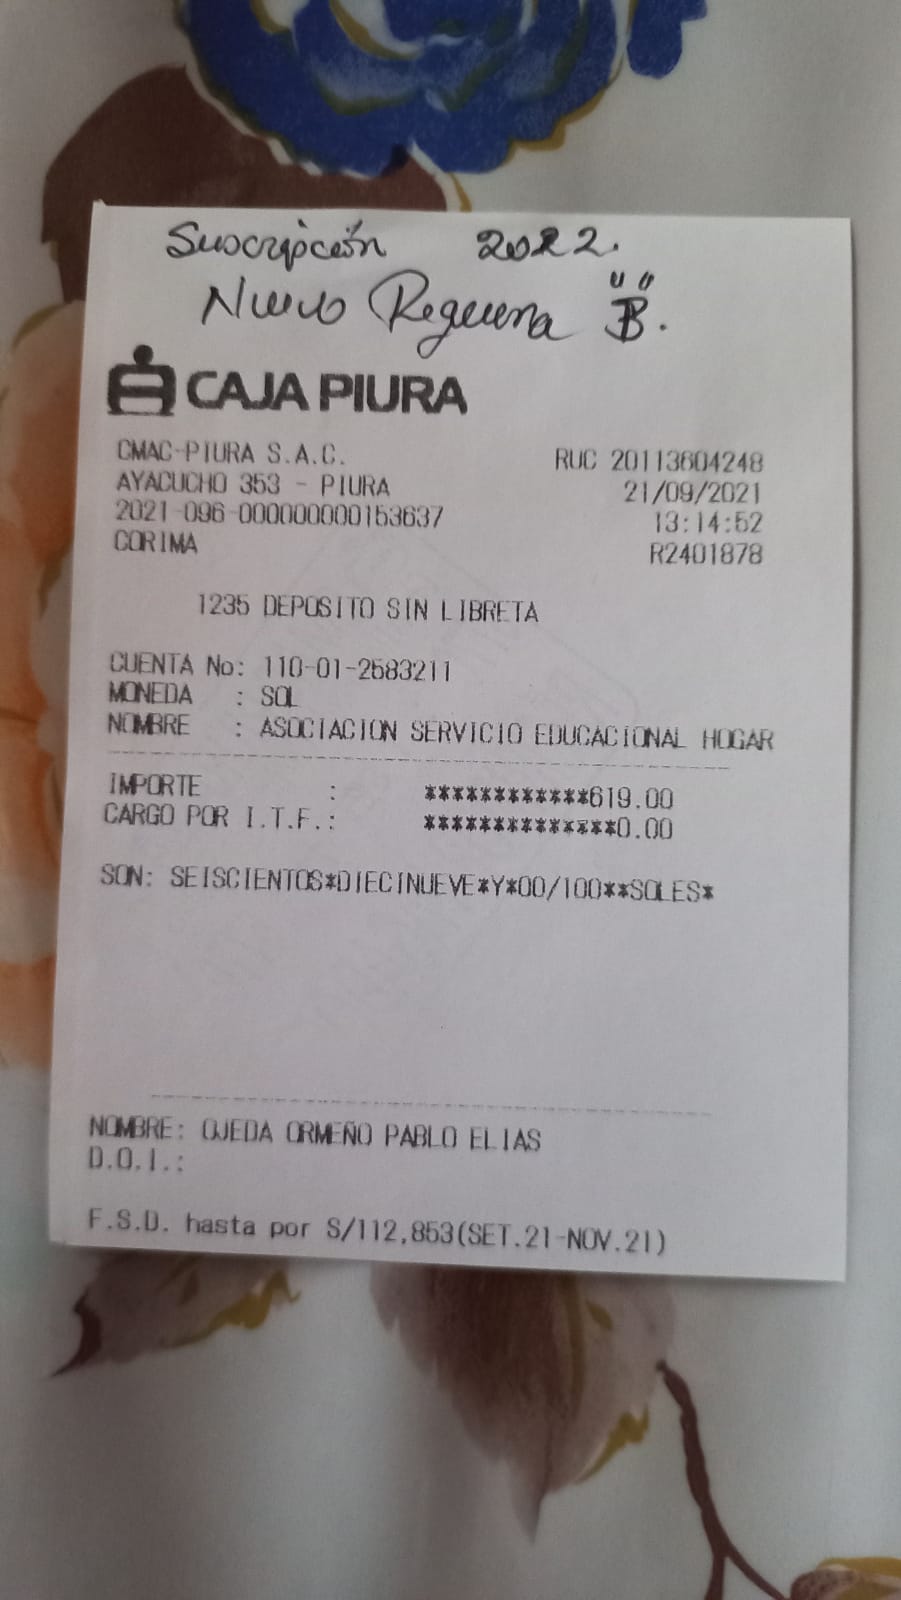 Suscripción 2022.
Nuevo Requena "B".
CAJA PIURA
CMAC-PIURA S.A.C. RUC 20113604248
AYACUCHO 353 - PIURA 21/09/2021
2021-096-000000000153637 13:14:52
CORIMA R2401878
1235 DEPOSITO SIN LIBRETA
CUENTA No: 110-01-2583211
MONEDA : SOL
NOMBRE : ASOCIACION SERVICIO EDUCACIONAL HOGAR
IMPORTE : ************619.00
CARGO POR I.T.F.: **************0.00
SON: SEISCIENTOS*DIECINUEVE*Y*00/100**SOLES*
NOMBRE: OJEDA ORMEÑO PABLO ELIAS
D.O.I.:
F.S.D. hasta por S/112,853(SET.21-NOV.21)